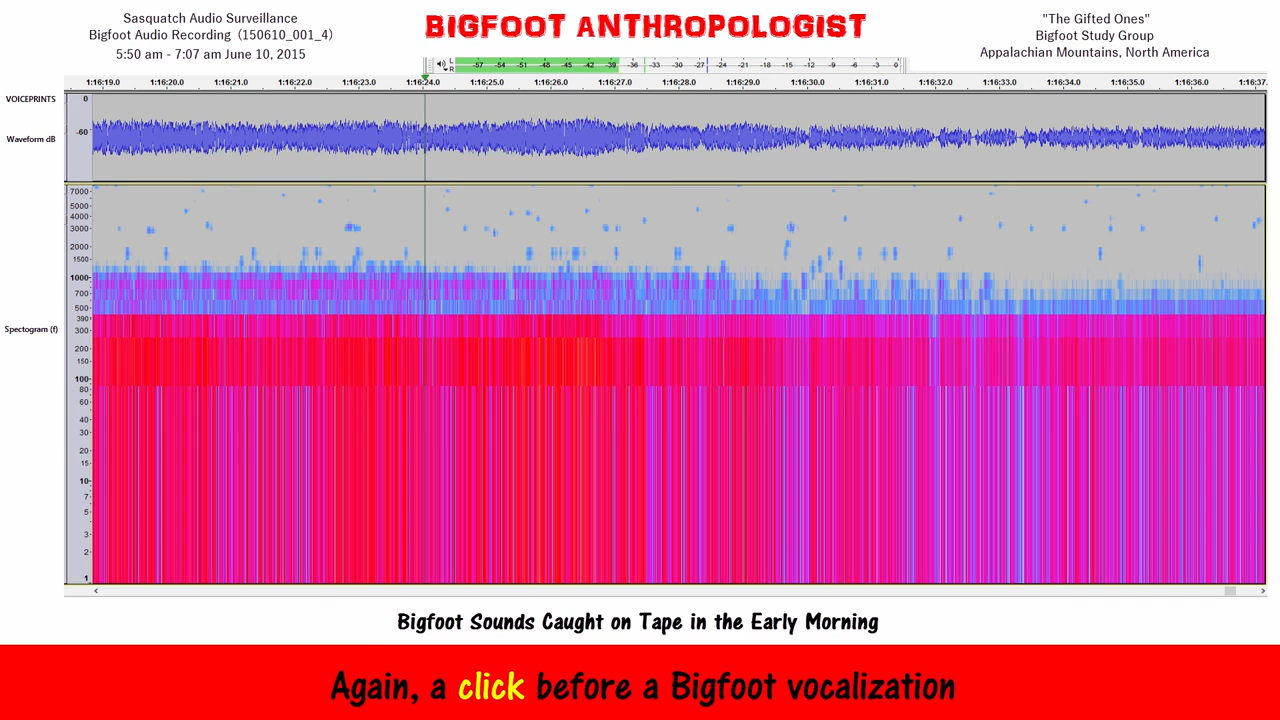 Sasquatch Audio Surveillance
Bigfoot Audio Recording (150610_001_4)
5:50 am - 7:07 am June 10, 2015
BIGFOOT ANTHROPOLOGIST
"The Gifted Ones"
Bigfoot Study Group
Appalachian Mountains, North America
L
R
-57 -54 -51 -48 -45 -42 -39 -36 -33 -30 -27 -24 -21 -18 -15 -12 -9 -6 -3 0
1:16:19.0 1:16:20.0 1:16:21.0 1:16:22.0 1:16:23.0 1:16:24.0 1:16:25.0 1:16:26.0 1:16:27.0 1:16:28.0 1:16:29.0 1:16:30.0 1:16:31.0 1:16:32.0 1:16:33.0 1:16:34.0 1:16:35.0 1:16:36.0 1:16:37.
VOICEPRINTS
0
-60
Waveform dB
7000
5000
4000
3000
2000
1500
1000
700
500
390
300
Spectogram (f)
200
150
100
80
60
40
30
20
15
10
7
5
3
2
1
Bigfoot Sounds Caught on Tape in the Early Morning
Again, a click before a Bigfoot vocalization